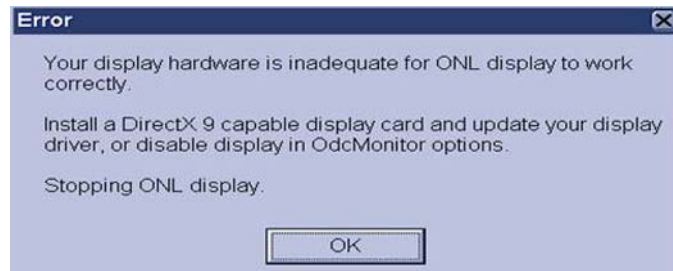 Error
Your display hardware is inadequate for ONL display to work
correctly.
Install a DirectX 9 capable display card and update your display
driver, or disable display in OdcMonitor options.
Stopping ONL display.
OK